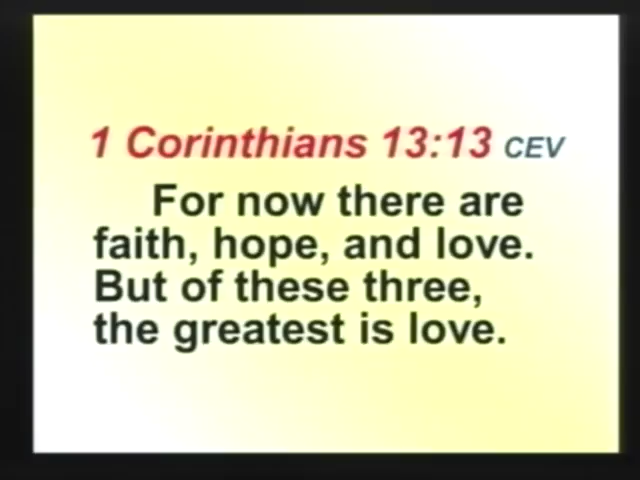 1 Corinthians 13:13 CEV
For now there are
faith, hope, and love.
But of these three,
the greatest is love.